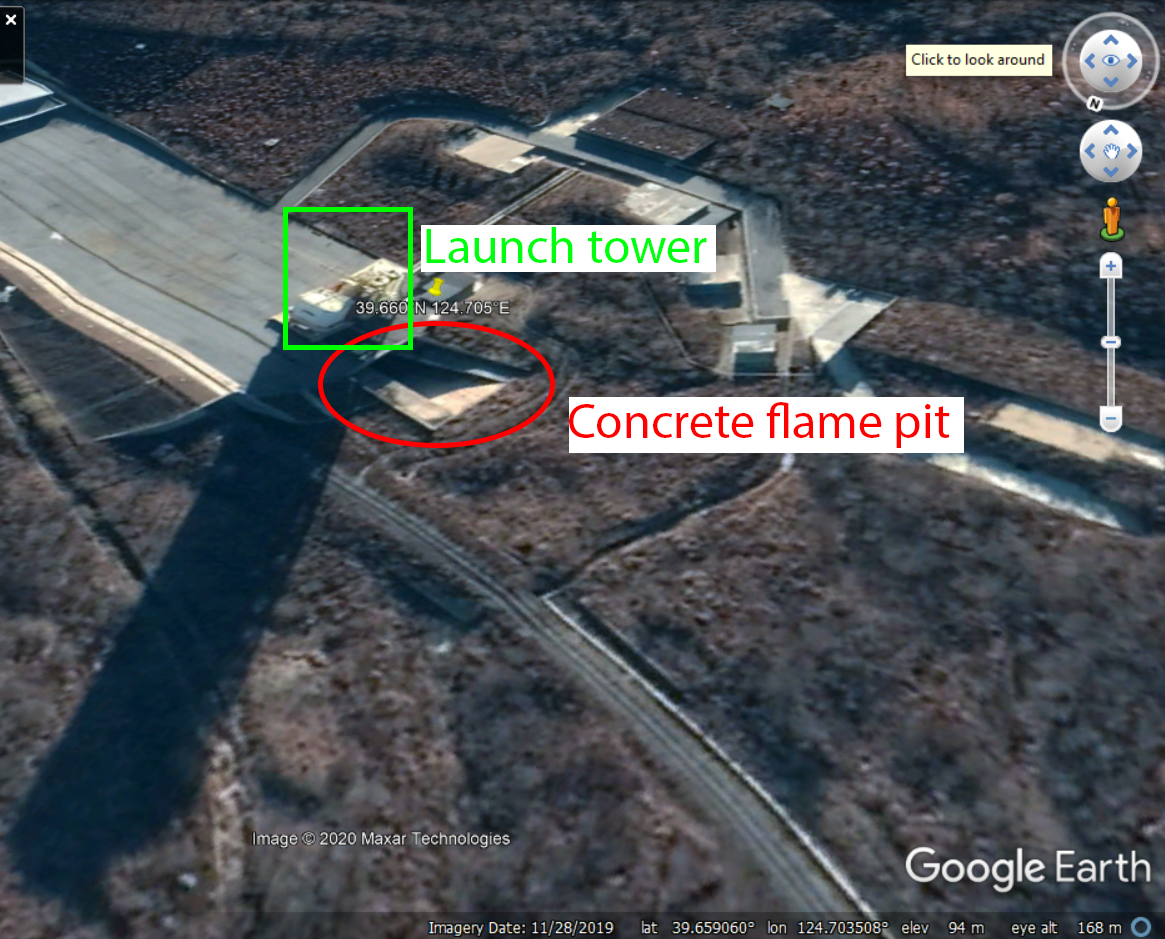 Click to look around
N
Launch tower
39.660°N 124.705°E
Concrete flame pit
Image © 2020 Maxar Technologies
Google Earth
Imagery Date: 11/28/2019 lat 39.659060° lon 124.703508° elev 94 m eye alt 168 m